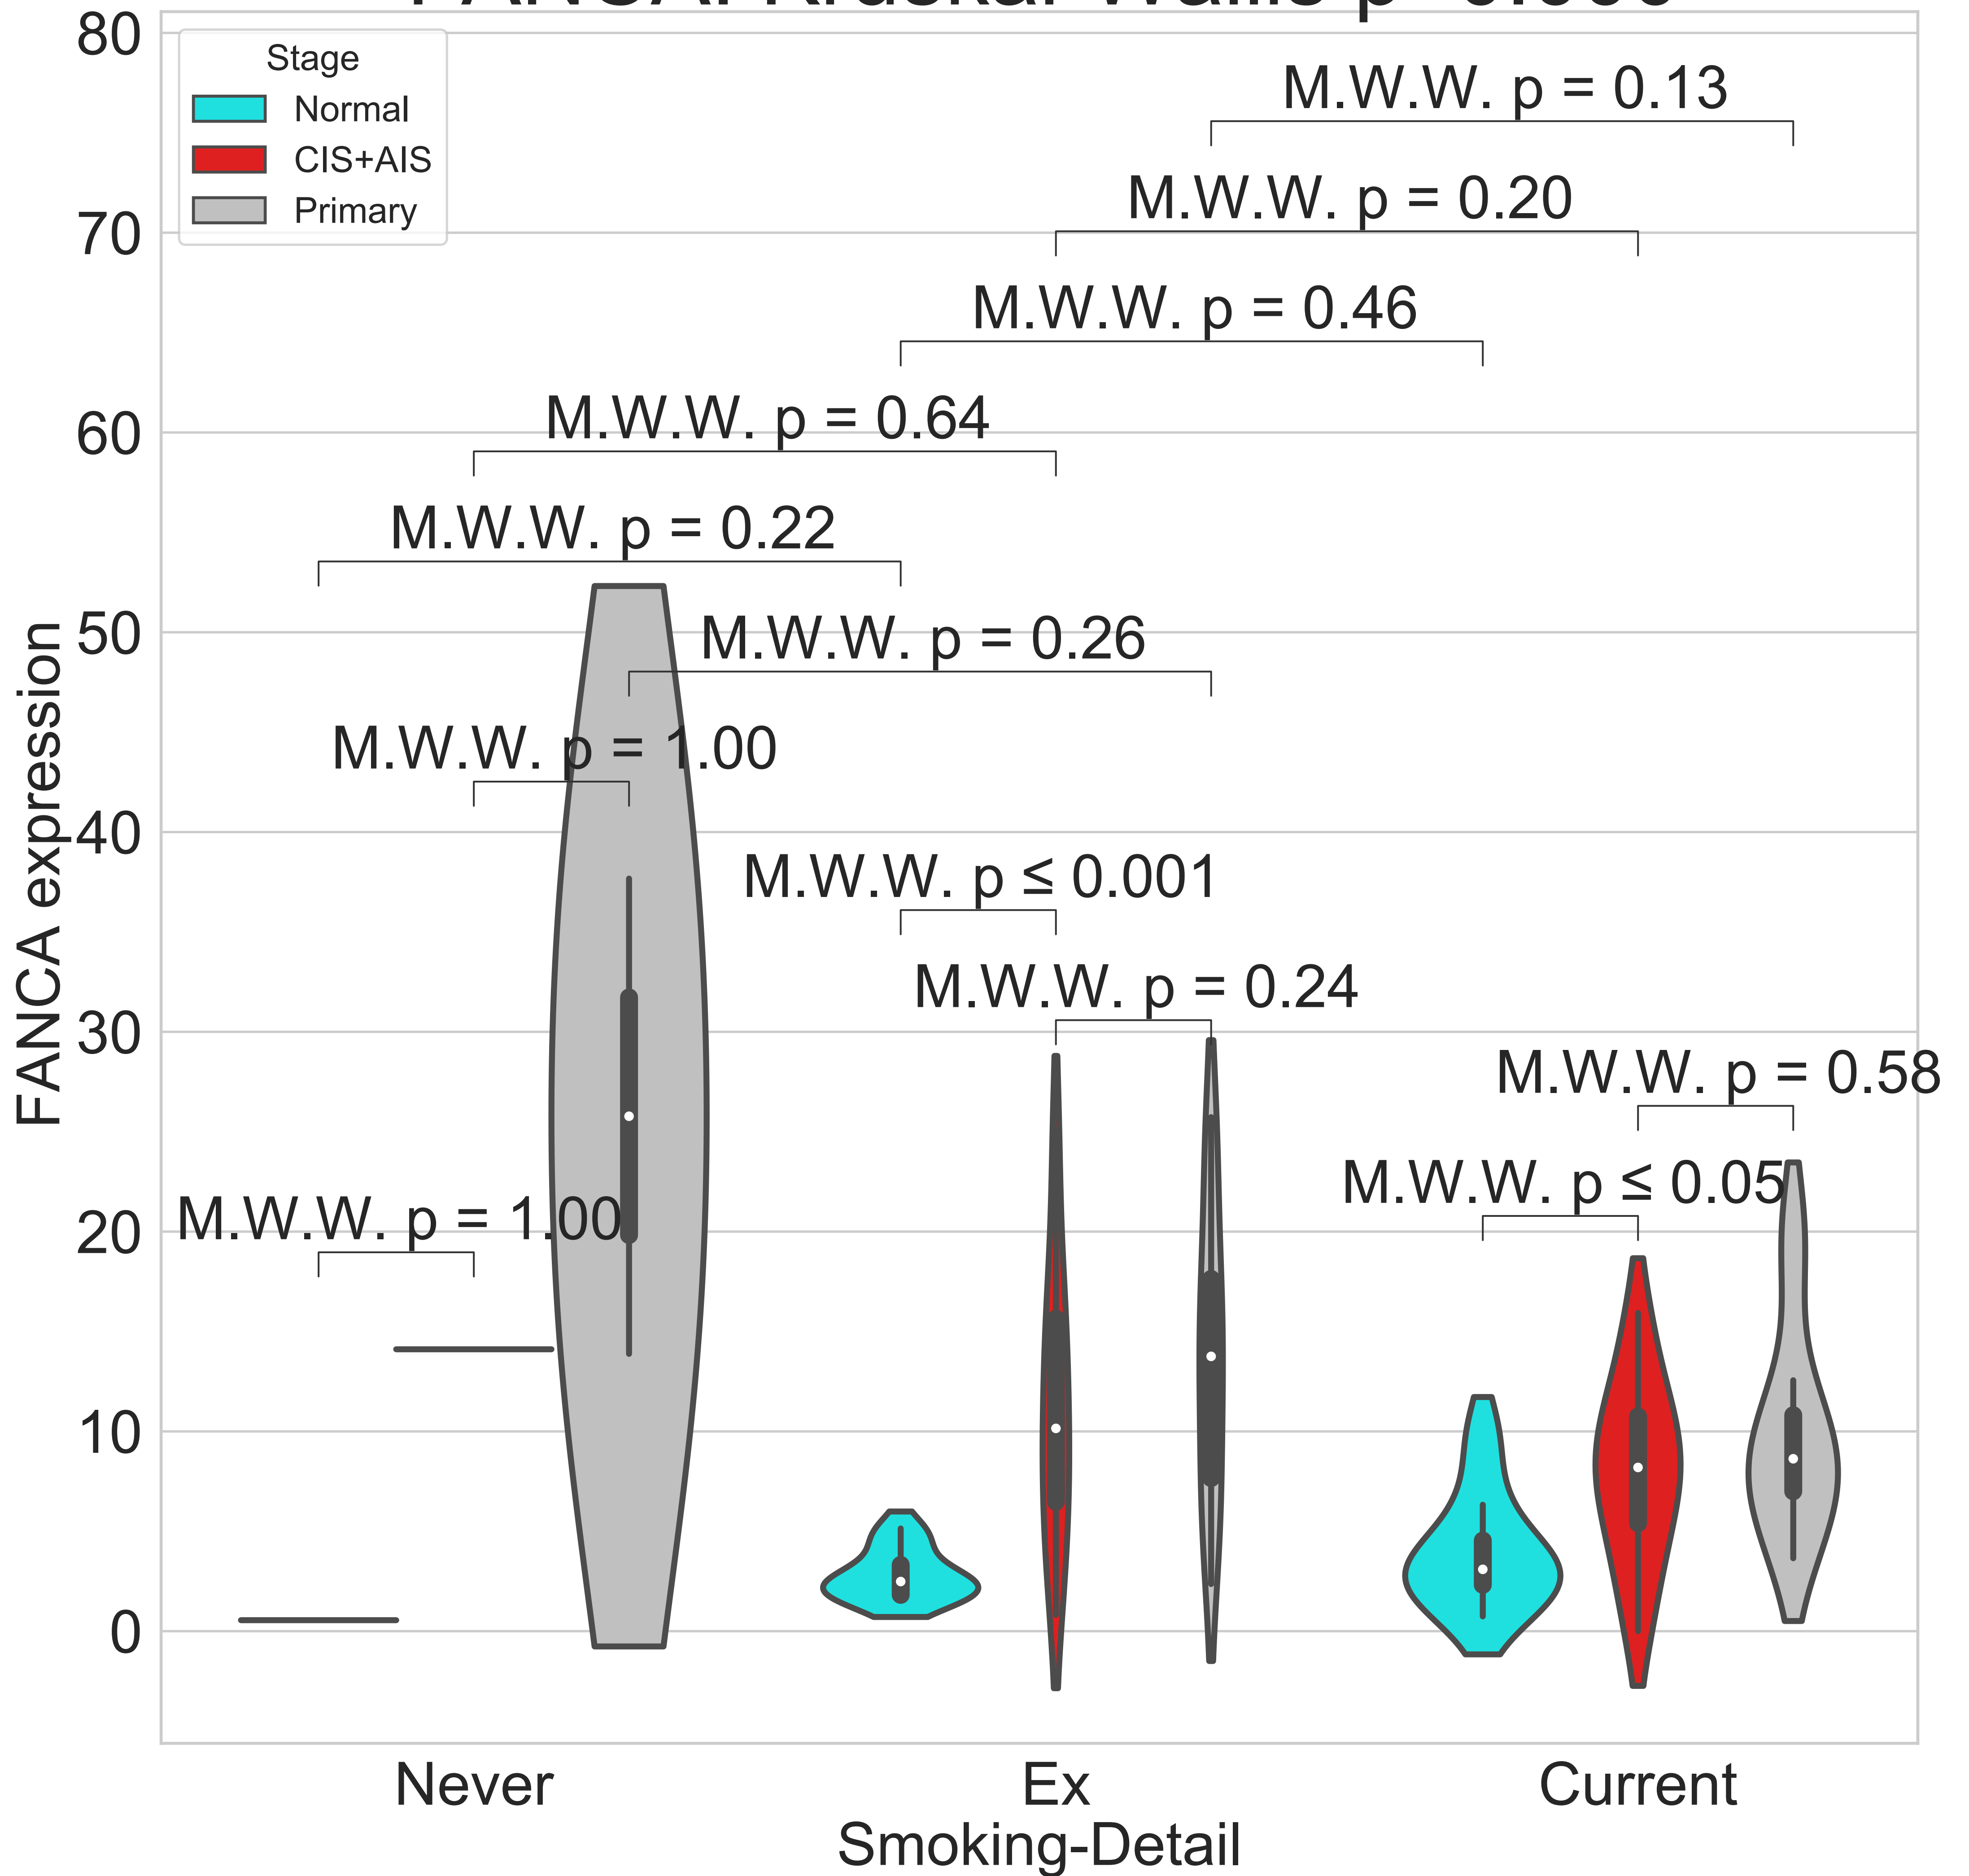 80
Stage
Normal
CIS+AIS
Primary
M.W.W. p = 0.13
M.W.W. p = 0.20
70
M.W.W. p = 0.46
M.W.W. p = 0.64
60
M.W.W. p = 0.22
M.W.W. p = 0.26
50
M.W.W. p = 1.00
40
M.W.W. p ≤ 0.001
M.W.W. p = 0.24
30
M.W.W. p = 0.58
M.W.W. p ≤ 0.05
M.W.W. p = 1.00
20
10
0
FANCA expression
Never
Ex
Current
Smoking-Detail